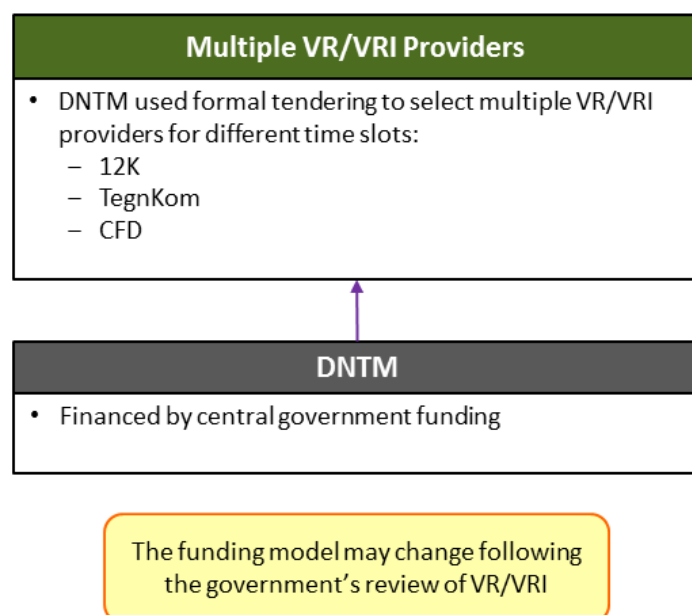 Multiple VR/VRI Providers
• DNTM used formal tendering to select multiple VR/VRI
providers for different time slots:
– 12K
– TegnKom
– CFD
DNTM
• Financed by central government funding
The funding model may change following
the government’s review of VR/VRI